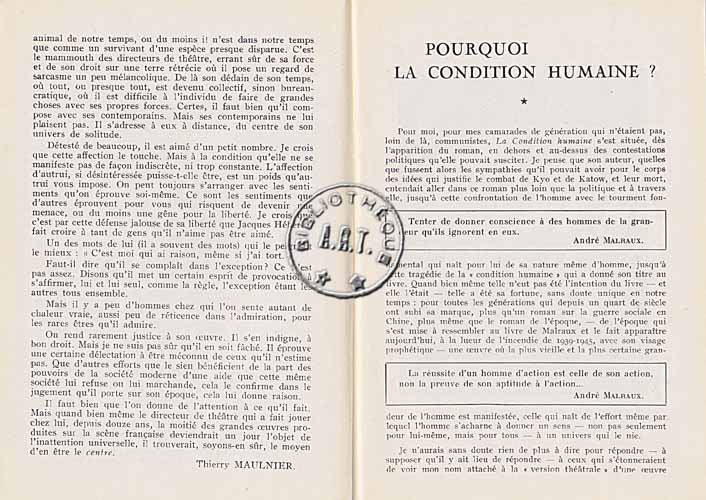 animal de notre temps, ou du moins il n'est dans notre temps
que comme un survivant d'une espèce presque disparue. C'est
le mammouth des directeurs de théâtre, errant sûr de sa force
et de son droit sur une terre rétrécie où il pose un regard de
sarcasme un peu mélancolique. De là son dédain de son temps,
où tout, ou presque tout, est devenu collectif, sinon bureau-
cratique, où il est difficile à l'individu de faire de grandes
choses avec ses propres forces. Certes, il faut bien qu'il com-
pose avec ses contemporains. Mais ses contemporains ne lui
plaisent pas. Il s'adresse à eux à distance, du centre de son
univers de solitude.
Détesté de beaucoup, il est aimé d'un petit nombre. Je crois
que cette affection le touche. Mais à la condition qu'elle ne se
manifeste pas de façon indiscrète, ni trop constante. L'affection
d'autrui, si désintéressée puisse-t-elle être, est un poids qu'au-
trui vous impose. On peut toujours s'arranger avec les senti-
ments qu'on éprouve soi-même. Ce sont les sentiments que
d'autres éprouvent pour vous qui risquent de devenir
menace, ou du moins une gêne pour la liberté. Je crois
c'est par cette défense jalouse de sa liberté que Jacques
fait croire à tant de gens qu'il n'aime pas être aimé.
Un des mots de lui (il a souvent des mots) qui le
le mieux : « C'est moi qui ai raison, même si j'ai tort.
Faut-il dire qu'il se complait dans l'exception? Ce n'est
pas assez. Disons qu'il met un certain esprit de provocation à
s'affirmer, lui et lui seul, comme la règle, l'exception étant les
autres tous ensemble.
Mais il y a peu d'hommes chez qui l'on sente autant de
chaleur vraie, aussi peu de réticence dans l'admiration, pour
les rares êtres qu'il admire.
On rend rarement justice à son œuvre. Il s'en indigne, à
bon droit. Mais je ne suis pas sûr qu'il en soit fâché. Il éprouve
une certaine délectation à être méconnu de ceux qu'il n'estime
pas. Que d'autres efforts que le sien bénéficient de la part des
pouvoirs de la société moderne d'une aide que cette même
société lui refuse ou lui marchande, cela le confirme dans le
jugement qu'il porte sur son époque, cela lui donne raison.
Il faut bien que l'on donne de l'attention à ce qu'il fait.
Mais quand bien même le directeur de théâtre qui a fait jouer
chez lui, depuis douze ans, la moitié des grandes œuvres pro-
duites sur la scène française deviendrait un jour l'objet de
l'inattention universelle, il trouverait, soyons-en sûr, le moyen
d'en être le centre.
Thierry MAULNIER.
BIBLIOTHÈQUE
A.R.T.
POURQUOI
LA CONDITION HUMAINE ?
Pour moi, pour mes camarades de génération qui n'étaient pas,
loin de là, communistes, La Condition humaine s'est située, dès
l'apparition du roman, en dehors et au-dessus des contestations
politiques qu'elle pouvait susciter. Je pense que son auteur, quelles
que fussent alors les sympathies qu'il pouvait avoir pour le corps
des idées qui justifie le combat de Kyo et de Katow, et leur mort,
entendait aller dans ce roman plus loin que la politique et à travers
elle, jusqu'à cette confrontation de l'homme avec le tourment fon-
Tenter de donner conscience à des hommes de la gran-
deur qu'ils ignorent en eux.
André MALRAUX.
damental qui naît pour lui de sa nature même d'homme, jusqu'à
cette tragédie de la « condition humaine » qui a donné son titre au
livre. Quand bien même telle n'eut pas été l'intention du livre — et
elle l'était — telle a été sa fortune, sans doute unique en notre
temps : pour toutes les générations qui depuis un quart de siècle
ont subi sa marque, plus qu'un roman sur la guerre sociale en
Chine, plus même que le roman de l'époque, — de l'époque qui
s'est mise à ressembler au livre de Malraux et le fait apparaître
aujourd'hui, à la lueur de l'incendie de 1939-1945, avec son visage
prophétique — une œuvre où la plus vieille et la plus certaine gran-
La réussite d'un homme d'action est celle de son action,
non la preuve de son aptitude à l'action...
André MALRAUX.
deur de l'homme est manifestée, celle qui naît de l'effort même par
lequel l'homme s'acharne à donner un sens — non pas seulement
pour lui-même, mais pour tous — à un univers qui le nie.
Je n'aurais sans doute rien de plus à dire pour répondre — à
supposer qu'il y ait lieu de répondre — à ceux qui s'étonneraient
de voir mon nom attaché à la « version théâtrale » d'une œuvre